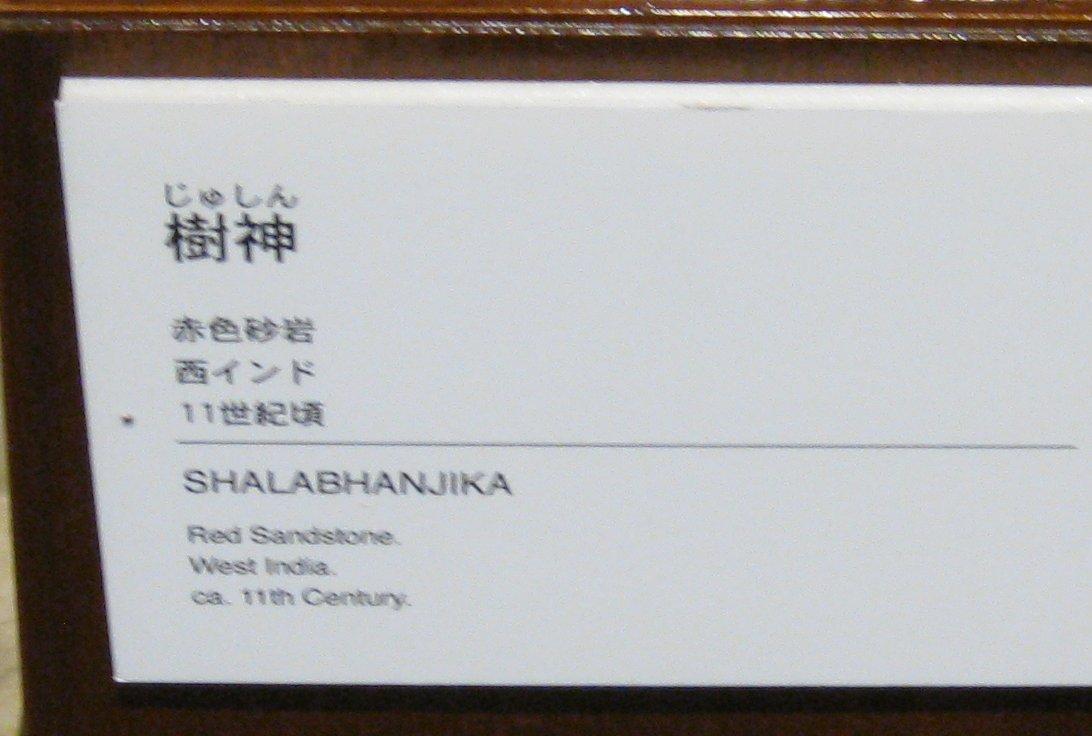 じゅしん
樹神
赤色砂岩
西インド
11世紀頃
SHALABHANJIKA
Red Sandstone.
West India.
ca. 11th Century.